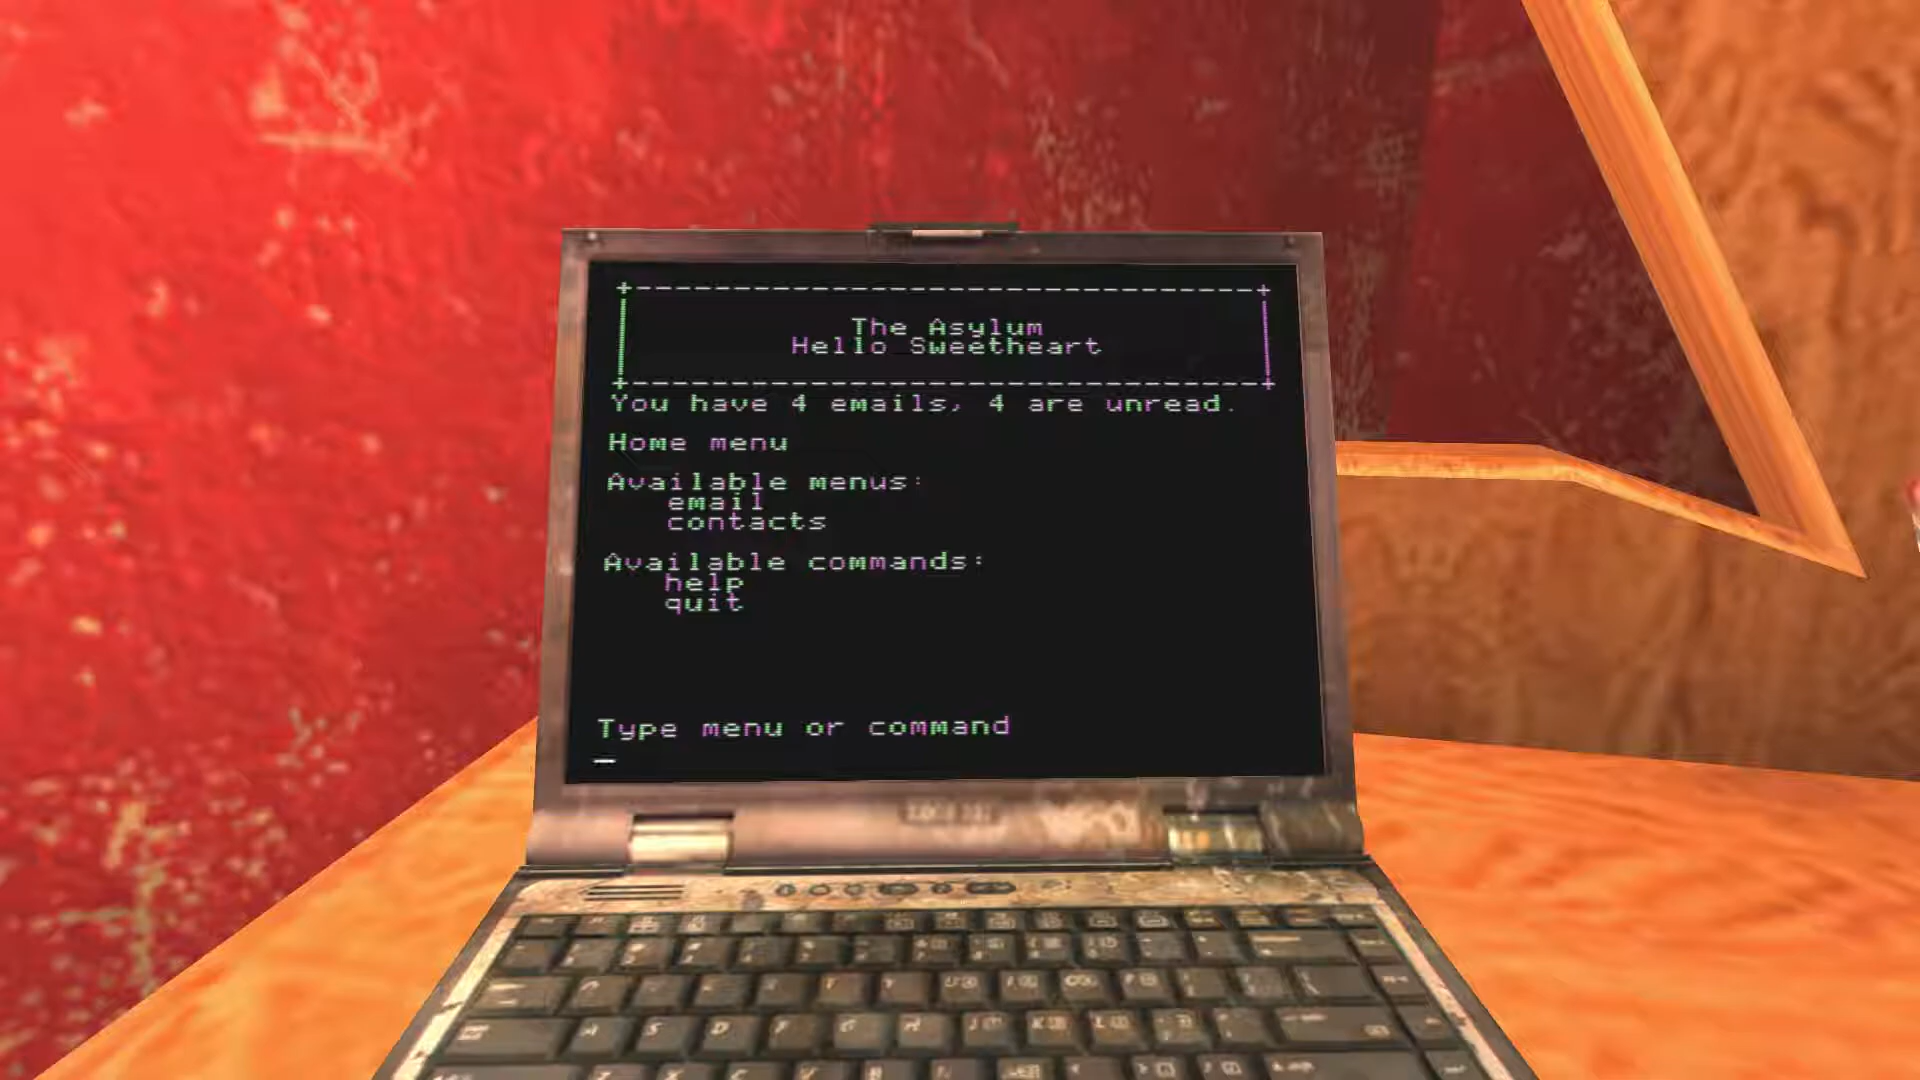 The Asylum
Hello Sweetheart
You have 4 emails, 4 are unread.
Home menu
Available menus:
email
contacts
Available commands:
help
quit
Type menu or command